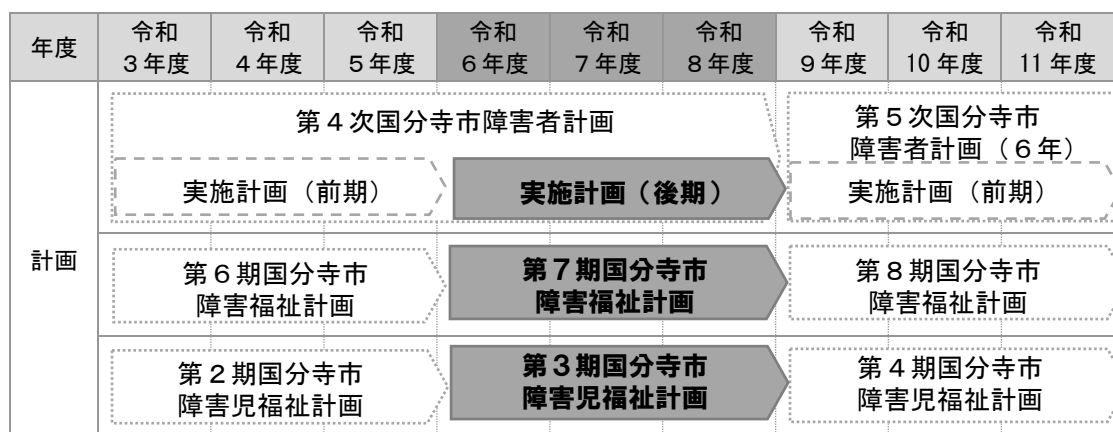 年度
令和
3年度
令和
4年度
令和
5年度
令和
6年度
令和
7年度
令和
8年度
令和
9年度
令和
10年度
令和
11年度
計画
第4次国分寺市障害者計画
第5次国分寺市
障害者計画（6年）
実施計画（前期）
実施計画（後期）
実施計画（前期）
第6期国分寺市
障害福祉計画
第7期国分寺市
障害福祉計画
第8期国分寺市
障害福祉計画
第2期国分寺市
障害児福祉計画
第3期国分寺市
障害児福祉計画
第4期国分寺市
障害児福祉計画